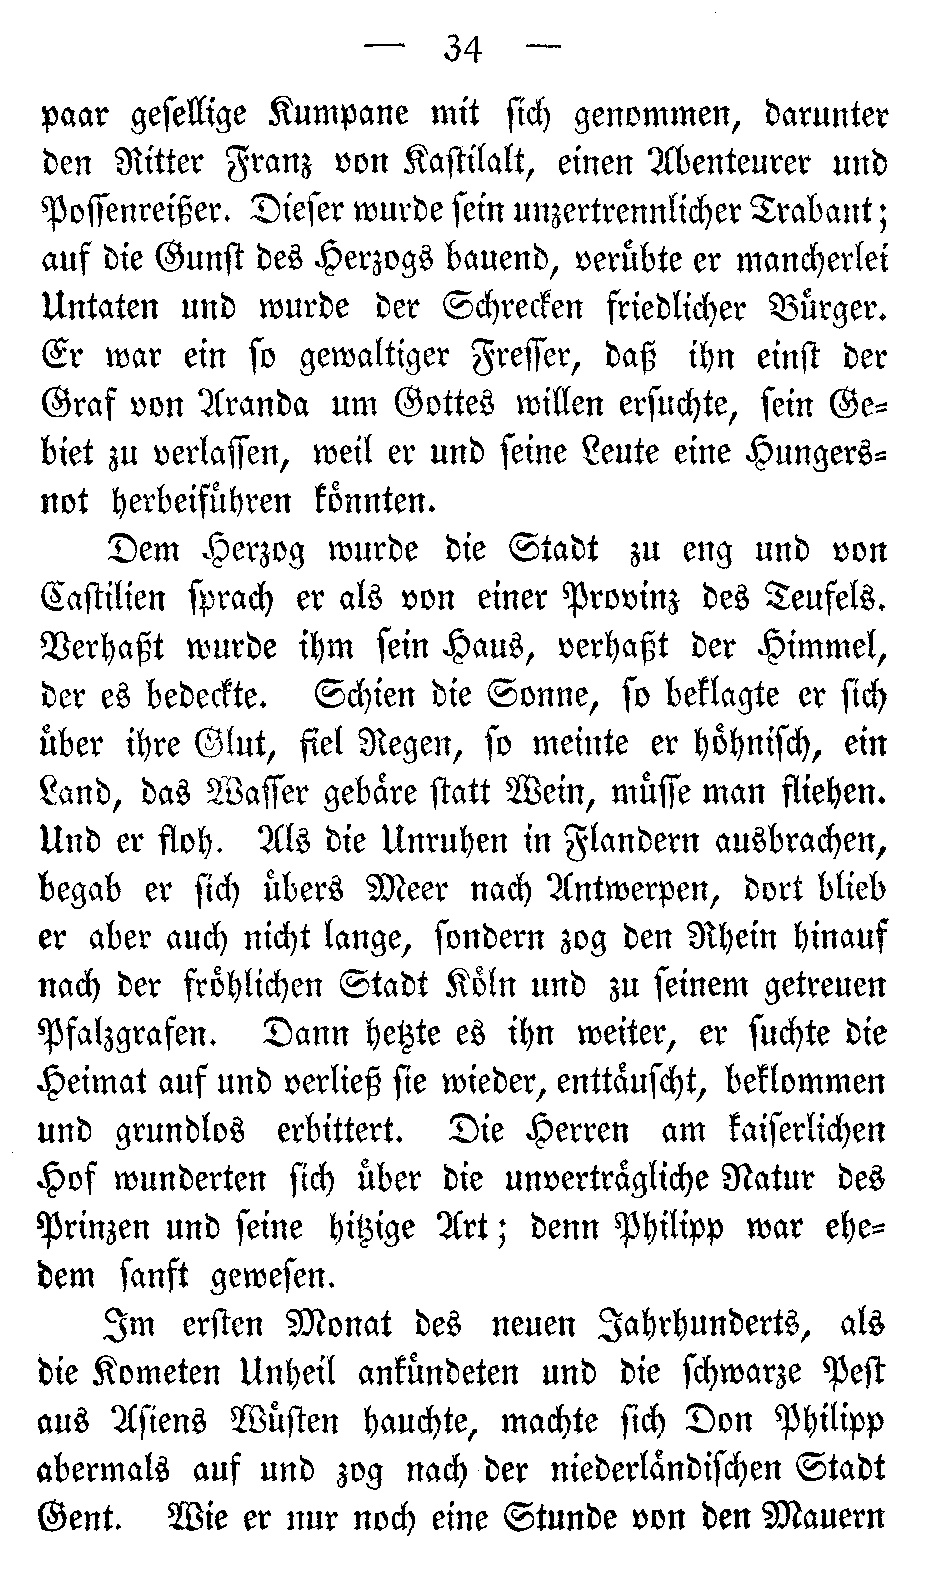 — 34 —
paar gesellige Kumpane mit sich genommen, darunter
den Ritter Franz von Kastilalt, einen Abenteurer und
Possenreißer. Dieser wurde sein unzertrennlicher Trabant;
auf die Gunst des Herzogs bauend, verübte er mancherlei
Untaten und wurde der Schrecken friedlicher Bürger.
Er war ein so gewaltiger Fresser, daß ihn einst der
Graf von Aranda um Gottes willen ersuchte, sein Ge-
biet zu verlassen, weil er und seine Leute eine Hungers-
not herbeiführen könnten.
Dem Herzog wurde die Stadt zu eng und von
Castilien sprach er als von einer Provinz des Teufels.
Verhaßt wurde ihm sein Haus, verhaßt der Himmel,
der es bedeckte. Schien die Sonne, so beklagte er sich
über ihre Glut, fiel Regen, so meinte er höhnisch, ein
Land, das Wasser gebäre statt Wein, müsse man fliehen.
Und er floh. Als die Unruhen in Flandern ausbrachen,
begab er sich übers Meer nach Antwerpen, dort blieb
er aber auch nicht lange, sondern zog den Rhein hinauf
nach der fröhlichen Stadt Köln und zu seinem getreuen
Pfalzgrafen. Dann hetzte es ihn weiter, er suchte die
Heimat auf und verließ sie wieder, enttäuscht, beklommen
und grundlos erbittert. Die Herren am kaiserlichen
Hof wunderten sich über die unverträgliche Natur des
Prinzen und seine hitzige Art; denn Philipp war ehe-
dem sanft gewesen.
Im ersten Monat des neuen Jahrhunderts, als
die Kometen Unheil ankündeten und die schwarze Pest
aus Asiens Wüsten hauchte, machte sich Don Philipp
abermals auf und zog nach der niederländischen Stadt
Gent. Wie er nur noch eine Stunde von den Mauern